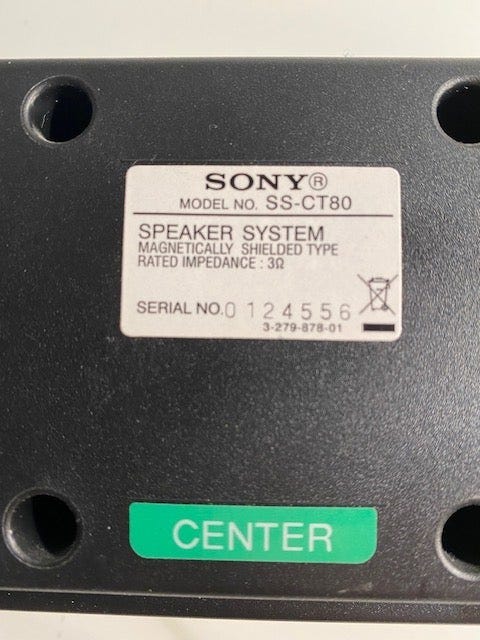 SONY®
MODEL NO. SS-CT80
SPEAKER SYSTEM
MAGNETICALLY SHIELDED TYPE
RATED IMPEDANCE : 3Ω
SERIAL NO. 0124556
3-279-878-01
CENTER